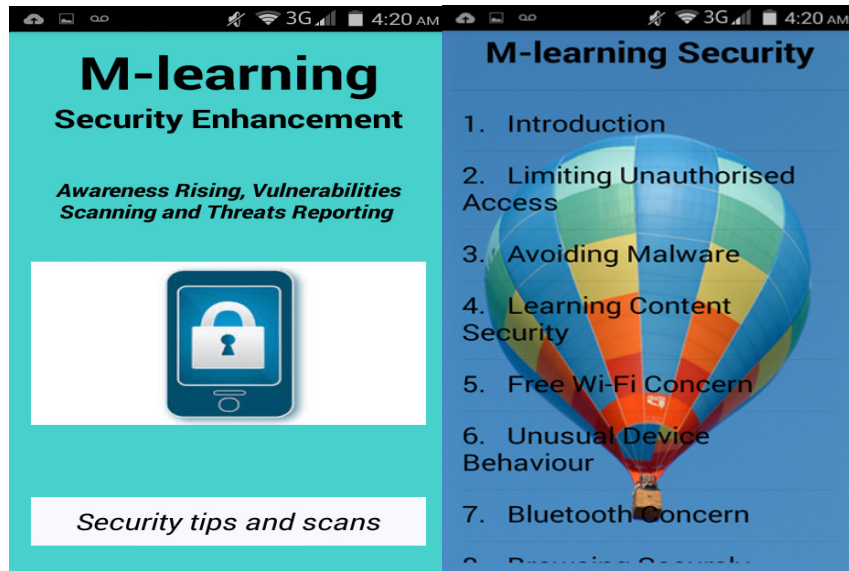 3G 4:20 AM
M-learning
Security Enhancement
Awareness Rising, Vulnerabilities
Scanning and Threats Reporting
Security tips and scans
3G 4:20 AM
M-learning Security
1. Introduction
2. Limiting Unauthorised
Access
3. Avoiding Malware
4. Learning Content
Security
5. Free Wi-Fi Concern
6. Unusual Device
Behaviour
7. Bluetooth Concern